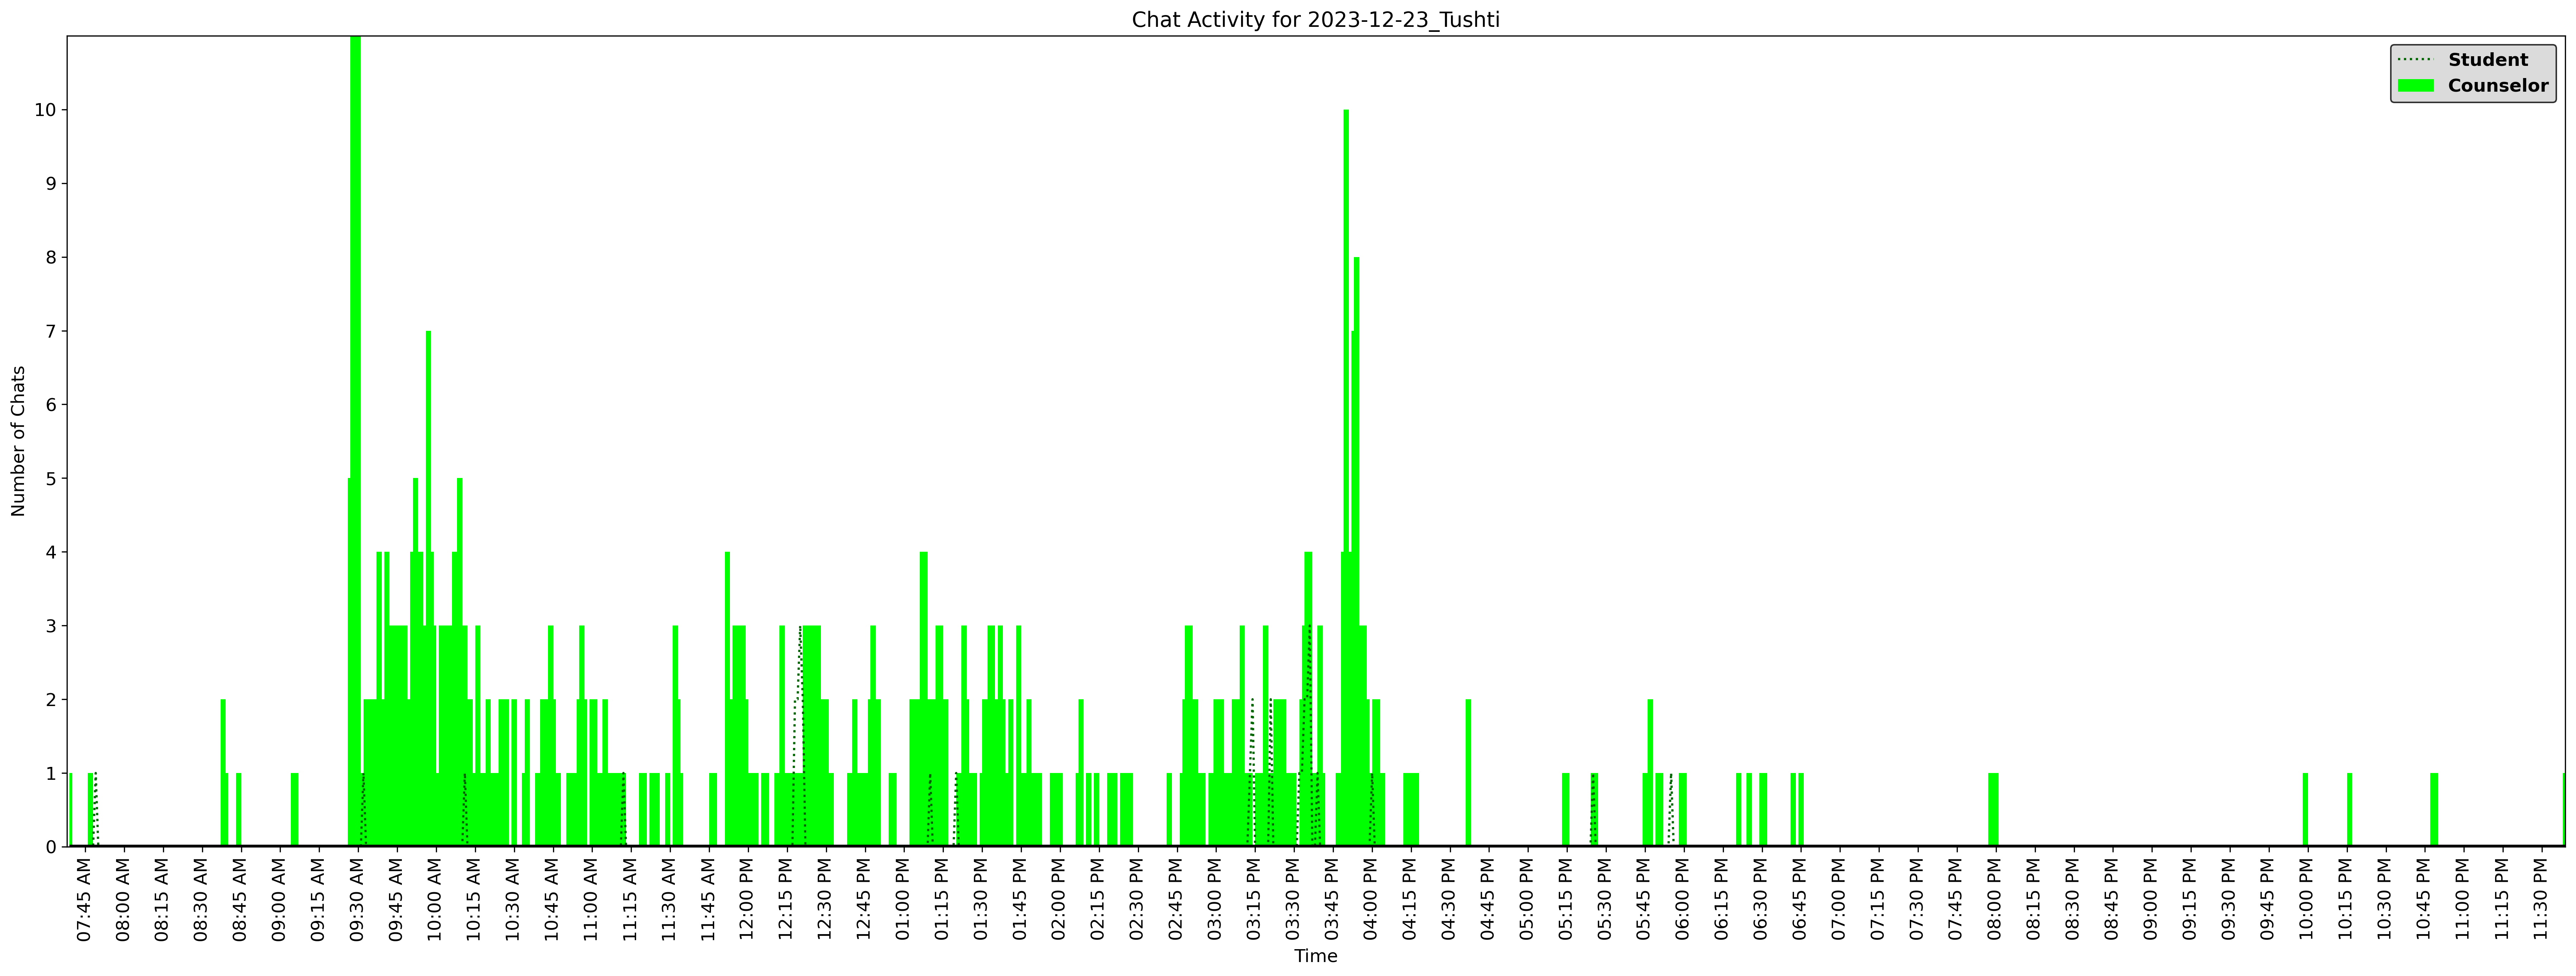 Chat Activity for 2023-12-23_Tushti
Student
Counselor
Number of Chats
10
9
8
7
6
5
4
3
2
1
0
07:45 AM
08:00 AM
08:15 AM
08:30 AM
08:45 AM
09:00 AM
09:15 AM
09:30 AM
09:45 AM
10:00 AM
10:15 AM
10:30 AM
10:45 AM
11:00 AM
11:15 AM
11:30 AM
11:45 AM
12:00 PM
12:15 PM
12:30 PM
12:45 PM
01:00 PM
01:15 PM
01:30 PM
01:45 PM
02:00 PM
02:15 PM
02:30 PM
02:45 PM
03:00 PM
03:15 PM
03:30 PM
03:45 PM
04:00 PM
04:15 PM
04:30 PM
04:45 PM
05:00 PM
05:15 PM
05:30 PM
05:45 PM
06:00 PM
06:15 PM
06:30 PM
06:45 PM
07:00 PM
07:15 PM
07:30 PM
07:45 PM
08:00 PM
08:15 PM
08:30 PM
08:45 PM
09:00 PM
09:15 PM
09:30 PM
09:45 PM
10:00 PM
10:15 PM
10:30 PM
10:45 PM
11:00 PM
11:15 PM
11:30 PM
Time